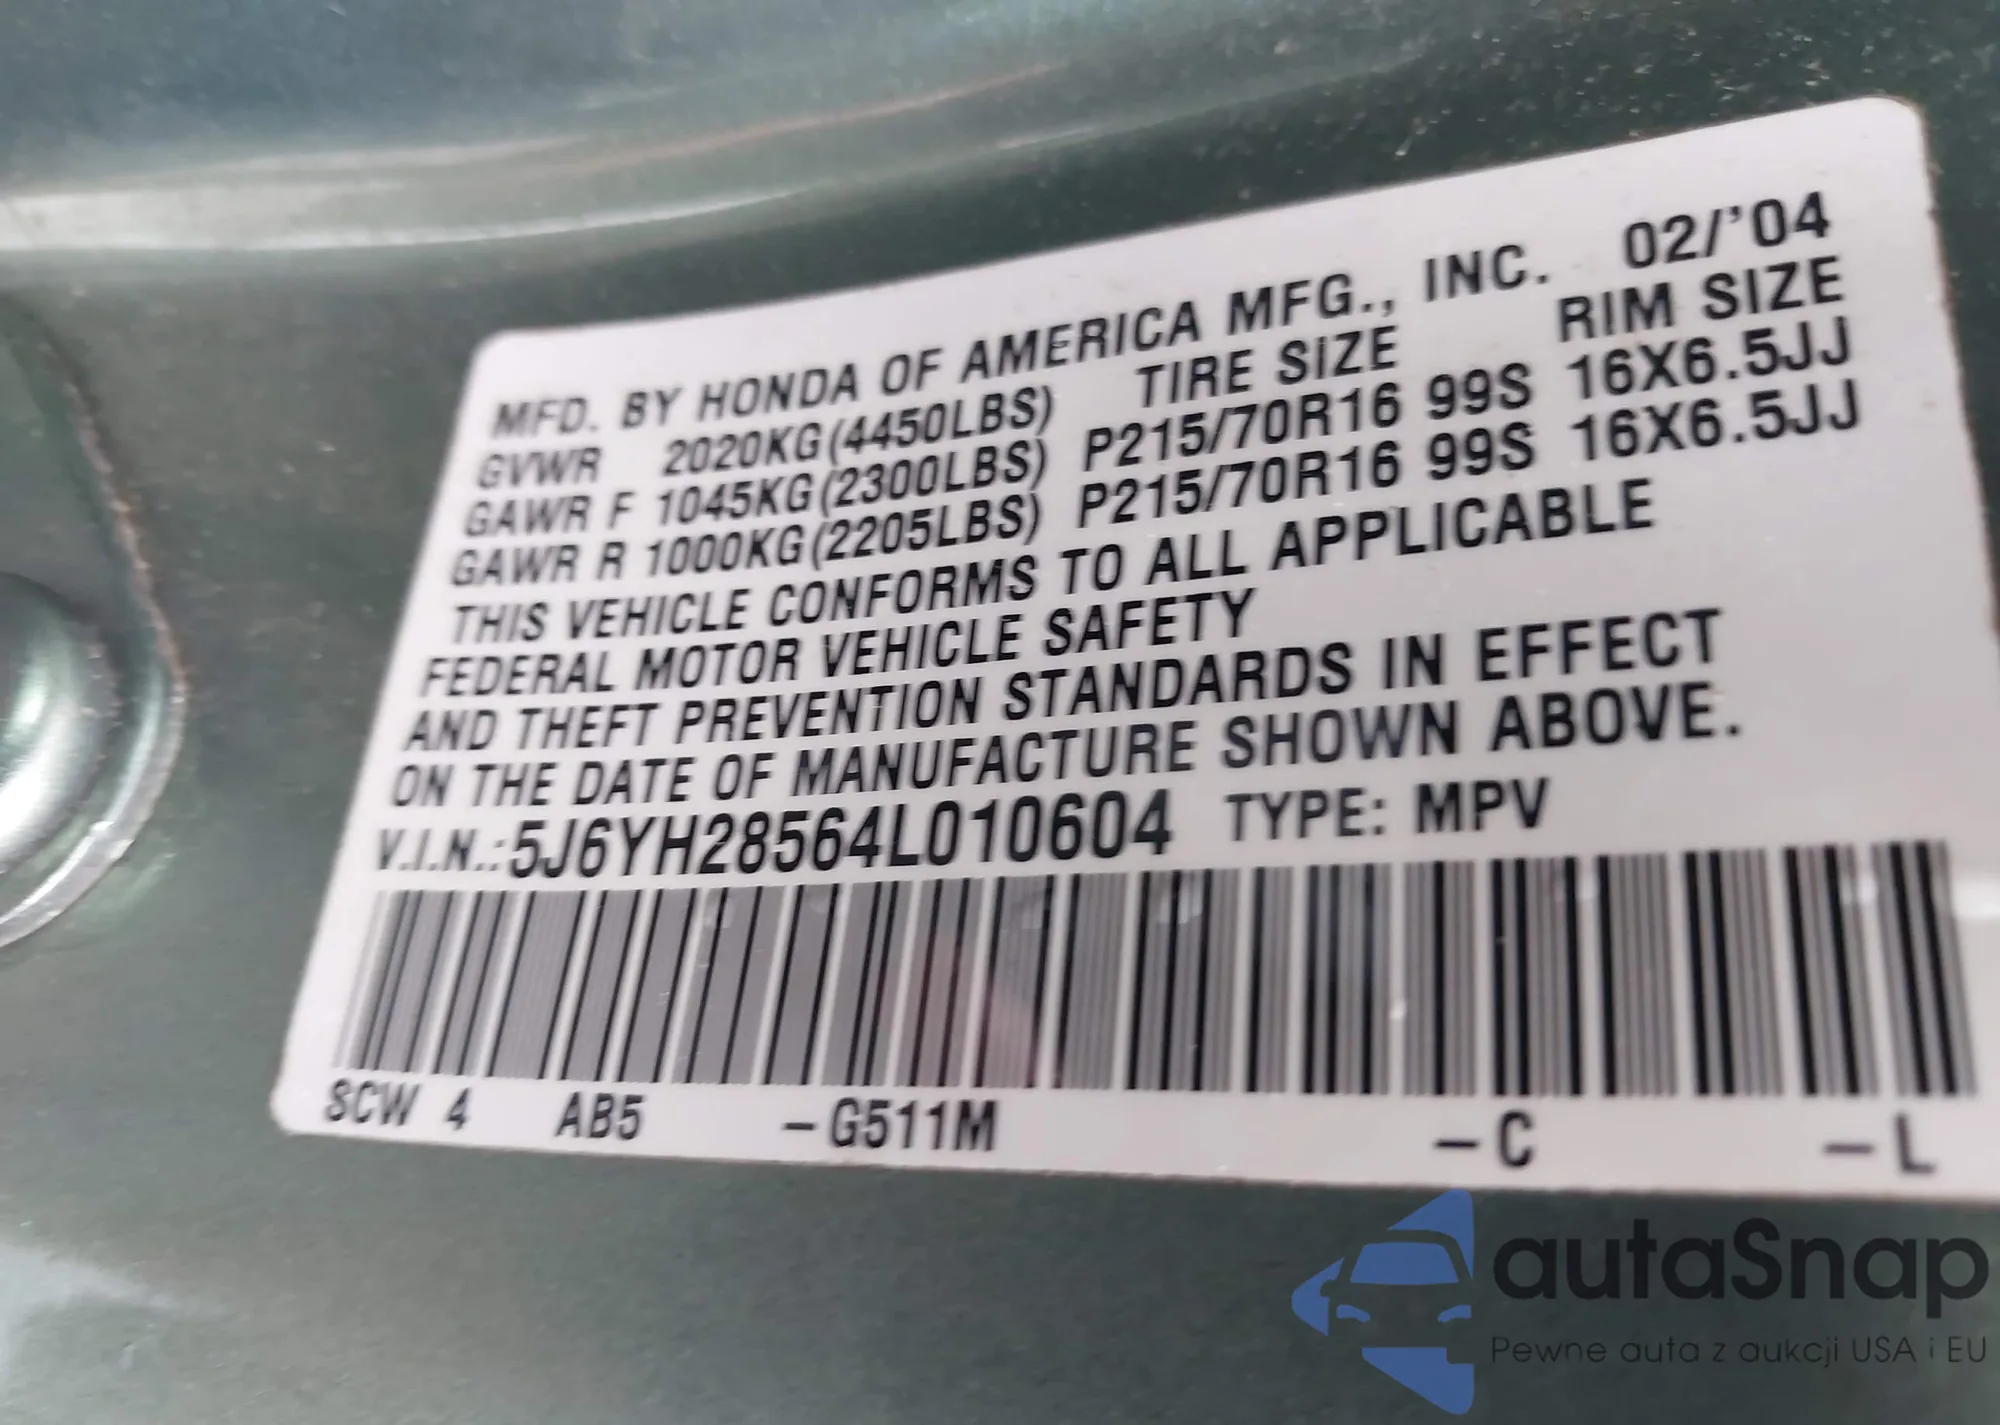 MFD. BY HONDA OF AMERICA MFG., INC. 02/'04
GVWR 2020KG(4450LBS) TIRE SIZE RIM SIZE
GAWR F 1045KG(2300LBS) P215/70R16 99S 16X6.5JJ
GAWR R 1000KG(2205LBS) P215/70R16 99S 16X6.5JJ
THIS VEHICLE CONFORMS TO ALL APPLICABLE
FEDERAL MOTOR VEHICLE SAFETY
AND THEFT PREVENTION STANDARDS IN EFFECT
ON THE DATE OF MANUFACTURE SHOWN ABOVE.
V.I.N.:5J6YH28564L010604 TYPE: MPV
SCW 4 AB5 –G511M –C –L
autaSnap
Pewne auta z aukcji USA i EU